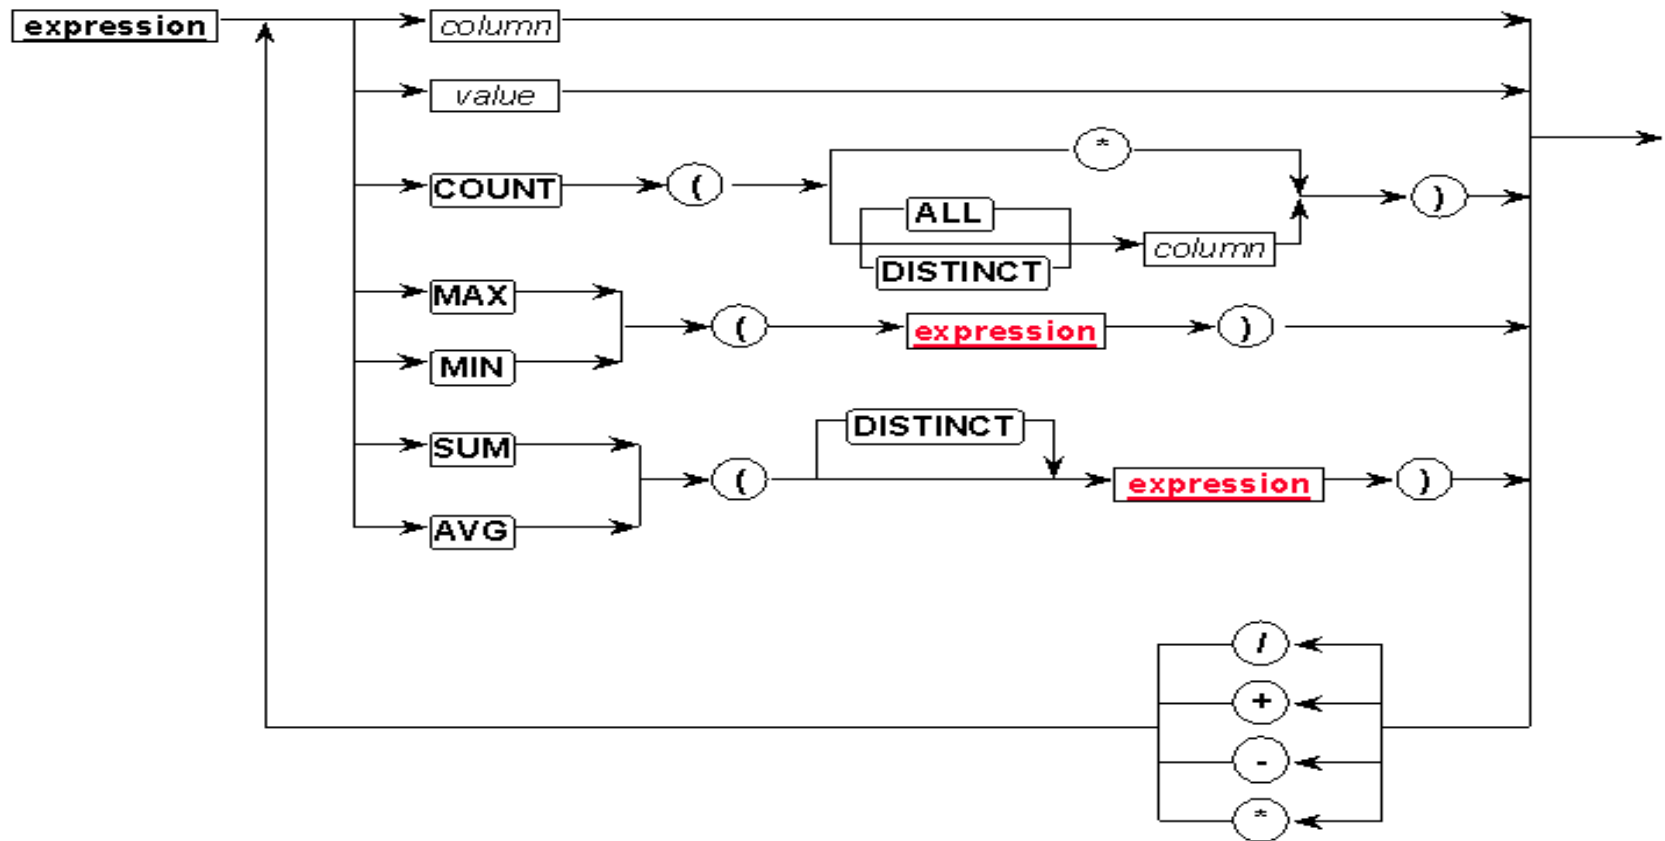 expression column
value
*
COUNT ( )
ALL
column
DISTINCT
MAX
( expression )
MIN
DISTINCT
SUM
( expression )
AVG
/
+
-
*